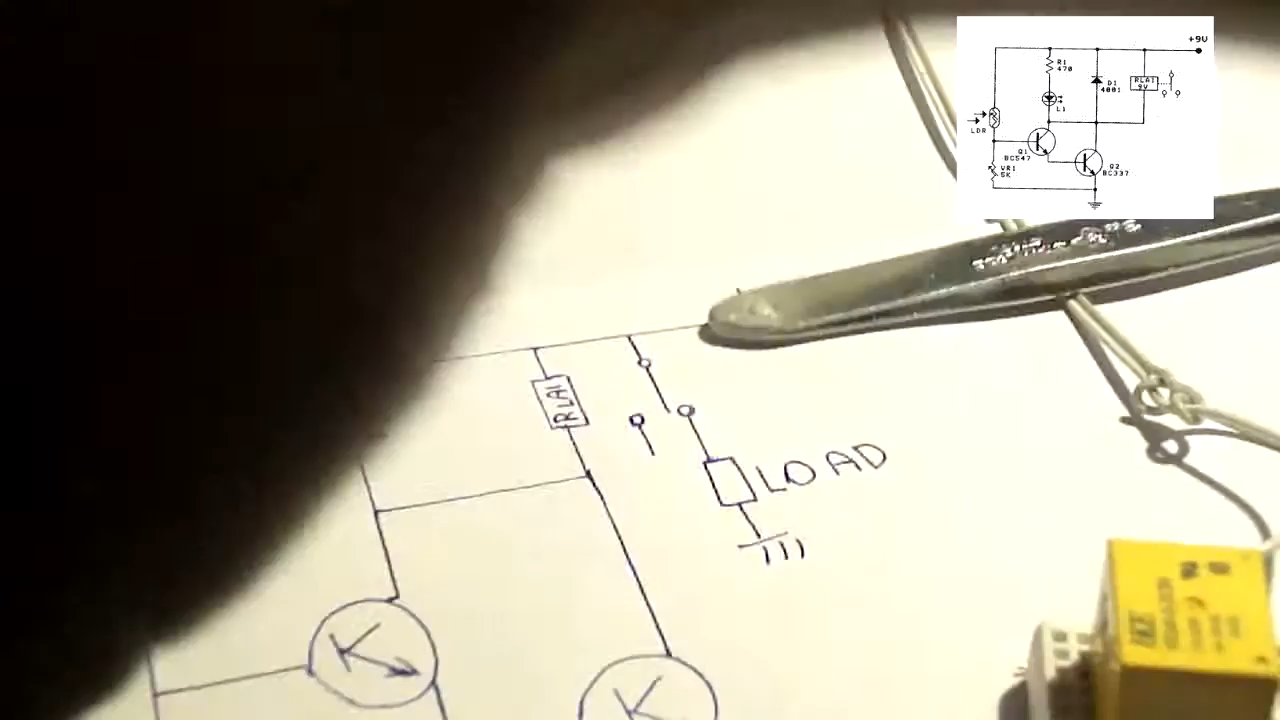 +9V
R1
470
D1
4001
RLA1
9V
L1
LDR
Q1
BC547
VR1
5K
Q2
BC337
RLA1
LOAD